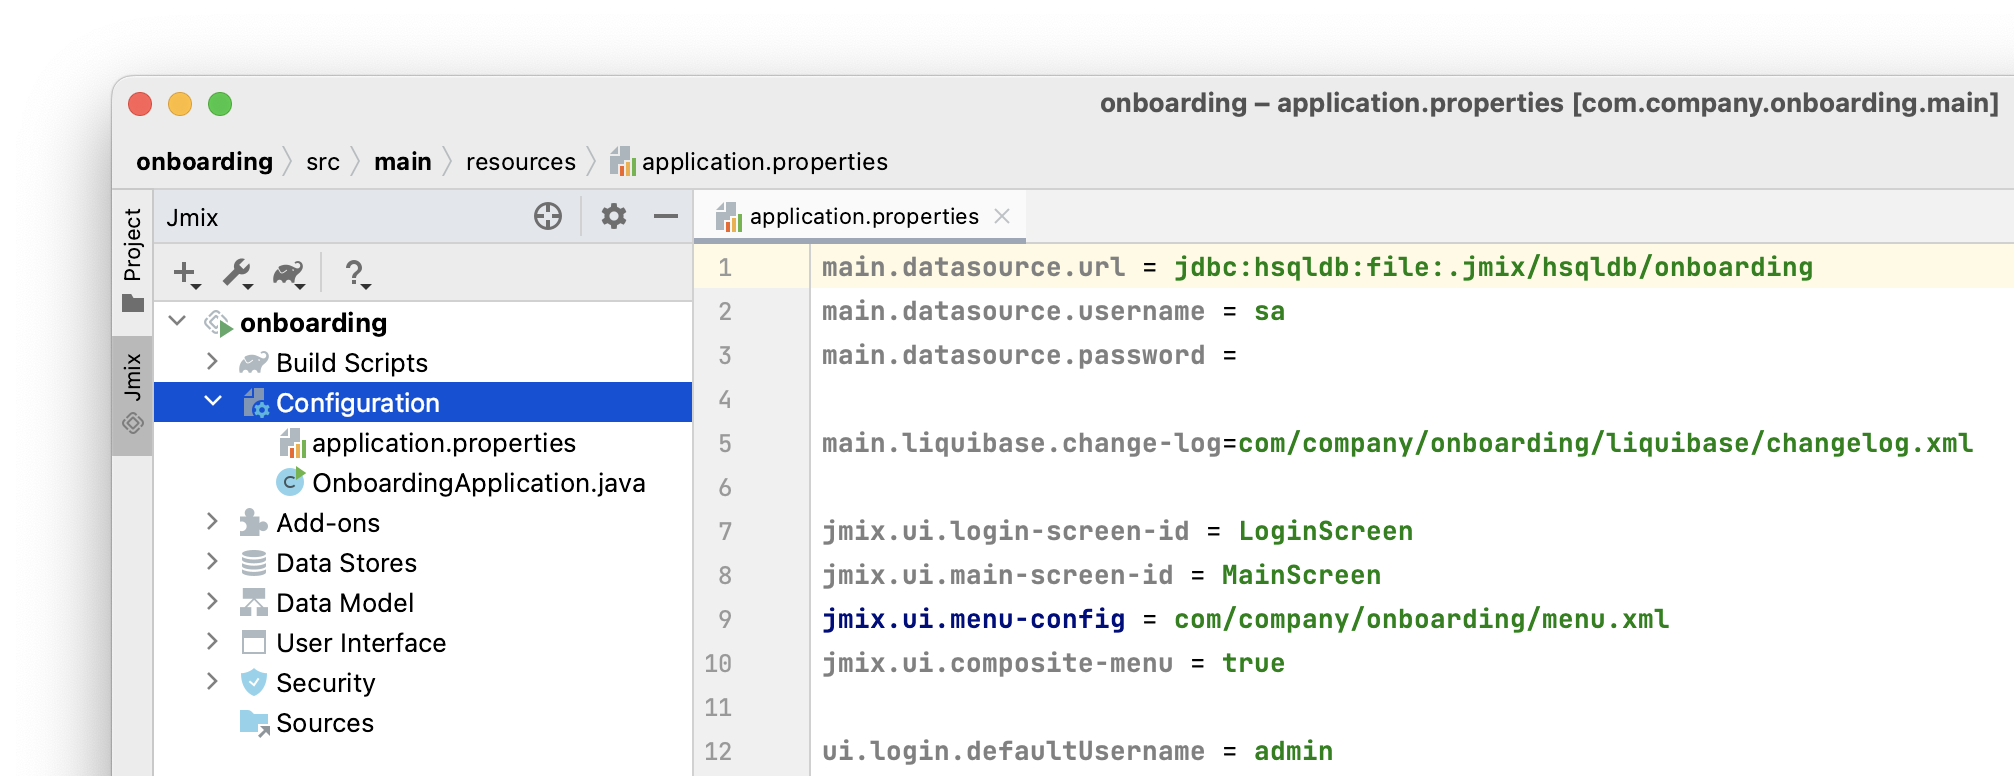 onboarding – application.properties [com.company.onboarding.main]
onboarding src main resources application.properties
Project
Jmix
Jmix
?
onboarding
Build Scripts
Configuration
application.properties
OnboardingApplication.java
Add-ons
Data Stores
Data Model
User Interface
Security
Sources
application.properties
1 main.datasource.url = jdbc:hsqldb:file:.jmix/hsqldb/onboarding
2 main.datasource.username = sa
3 main.datasource.password =
4
5 main.liquibase.change-log=com/company/onboarding/liquibase/changelog.xml
6
7 jmix.ui.login-screen-id = LoginScreen
8 jmix.ui.main-screen-id = MainScreen
9 jmix.ui.menu-config = com/company/onboarding/menu.xml
10 jmix.ui.composite-menu = true
11
12 ui.login.defaultUsername = admin